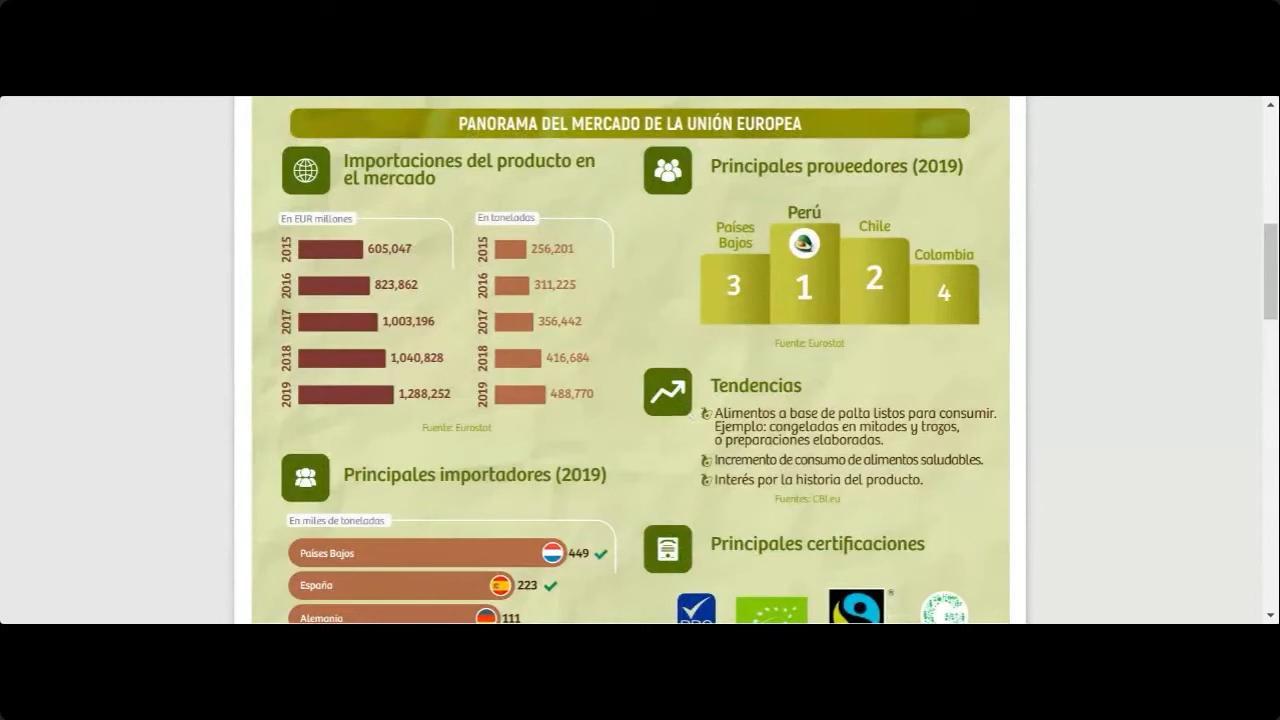 PANORAMA DEL MERCADO DE LA UNIÓN EUROPEA
Importaciones del producto en
el mercado
En EUR millones
2015 605,047
2016 823,862
2017 1,003,196
2018 1,040,828
2019 1,288,252
En toneladas
2015 256,201
2016 311,225
2017 356,442
2018 416,684
2019 488,770
Fuente: Eurostat
Principales importadores (2019)
En miles de toneladas
Países Bajos 449
España 223
Alemania 111
Principales proveedores (2019)
Países
Bajos
3
Perú
1
Chile
2
Colombia
4
Fuente: Eurostat
Tendencias
Alimentos a base de palta listos para consumir.
Ejemplo: congeladas en mitades y trozos,
o preparaciones elaboradas.
Incremento de consumo de alimentos saludables.
Interés por la historia del producto.
Fuentes: CBI.eu
Principales certificaciones